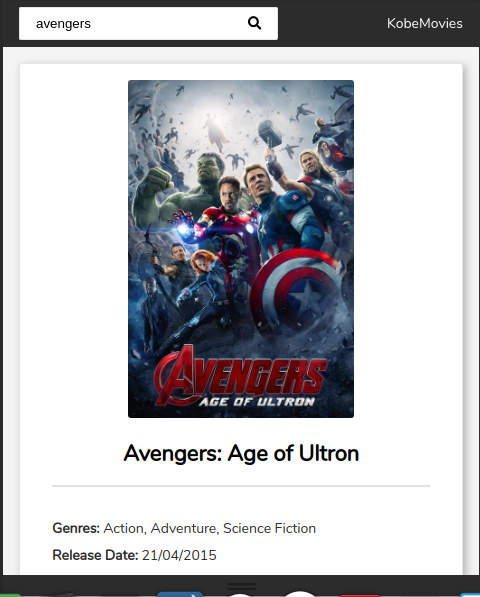 avengers
KobeMovies
AVENGERS
AGE OF ULTRON
Avengers: Age of Ultron
Genres: Action, Adventure, Science Fiction
Release Date: 21/04/2015